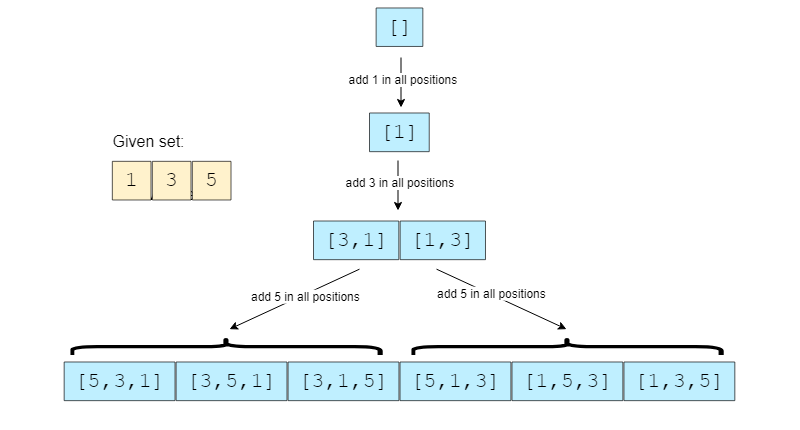 []
add 1 in all positions
[1]
Given set:
1 3 5
add 3 in all positions
[3,1] [1,3]
add 5 in all positions
add 5 in all positions
[5,3,1] [3,5,1] [3,1,5] [5,1,3] [1,5,3] [1,3,5]